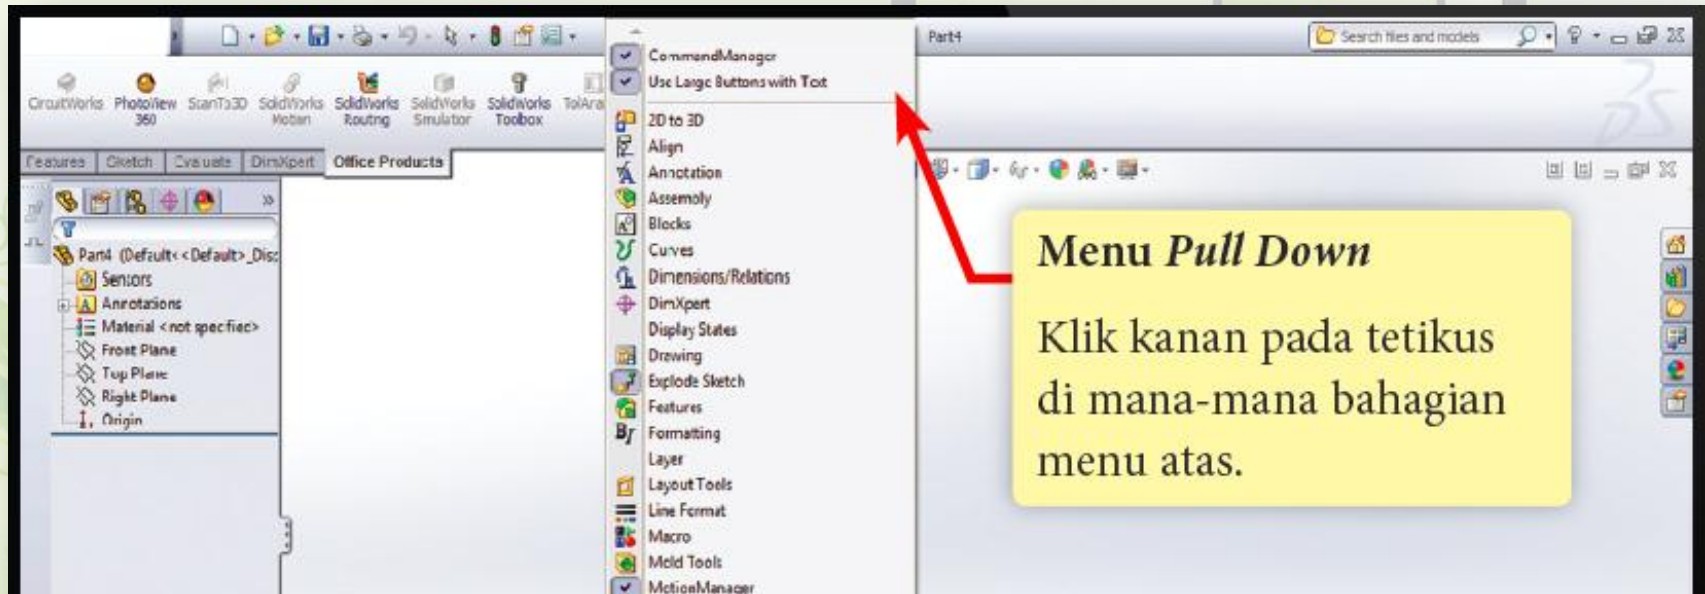 Part4
Search files and models
CircuitWorks
PhotoView 360
ScanTo3D
SolidWorks Motion
SolidWorks Routing
SolidWorks Simulator
SolidWorks Toolbox
TolAna
Features Sketch Evaluate DimXpert Office Products
Part4 (Default<<Default>_Disp
Sensors
Annotations
Material <not specified>
Front Plane
Top Plane
Right Plane
Origin
CommandManager
Use Large Buttons with Text
2D to 3D
Align
Annotation
Assembly
Blocks
Curves
Dimensions/Relations
DimXpert
Display States
Drawing
Explode Sketch
Features
Formatting
Layer
Layout Tools
Line Format
Macro
Mold Tools
MotionManager
Menu Pull Down
Klik kanan pada tetikus
di mana-mana bahagian
menu atas.